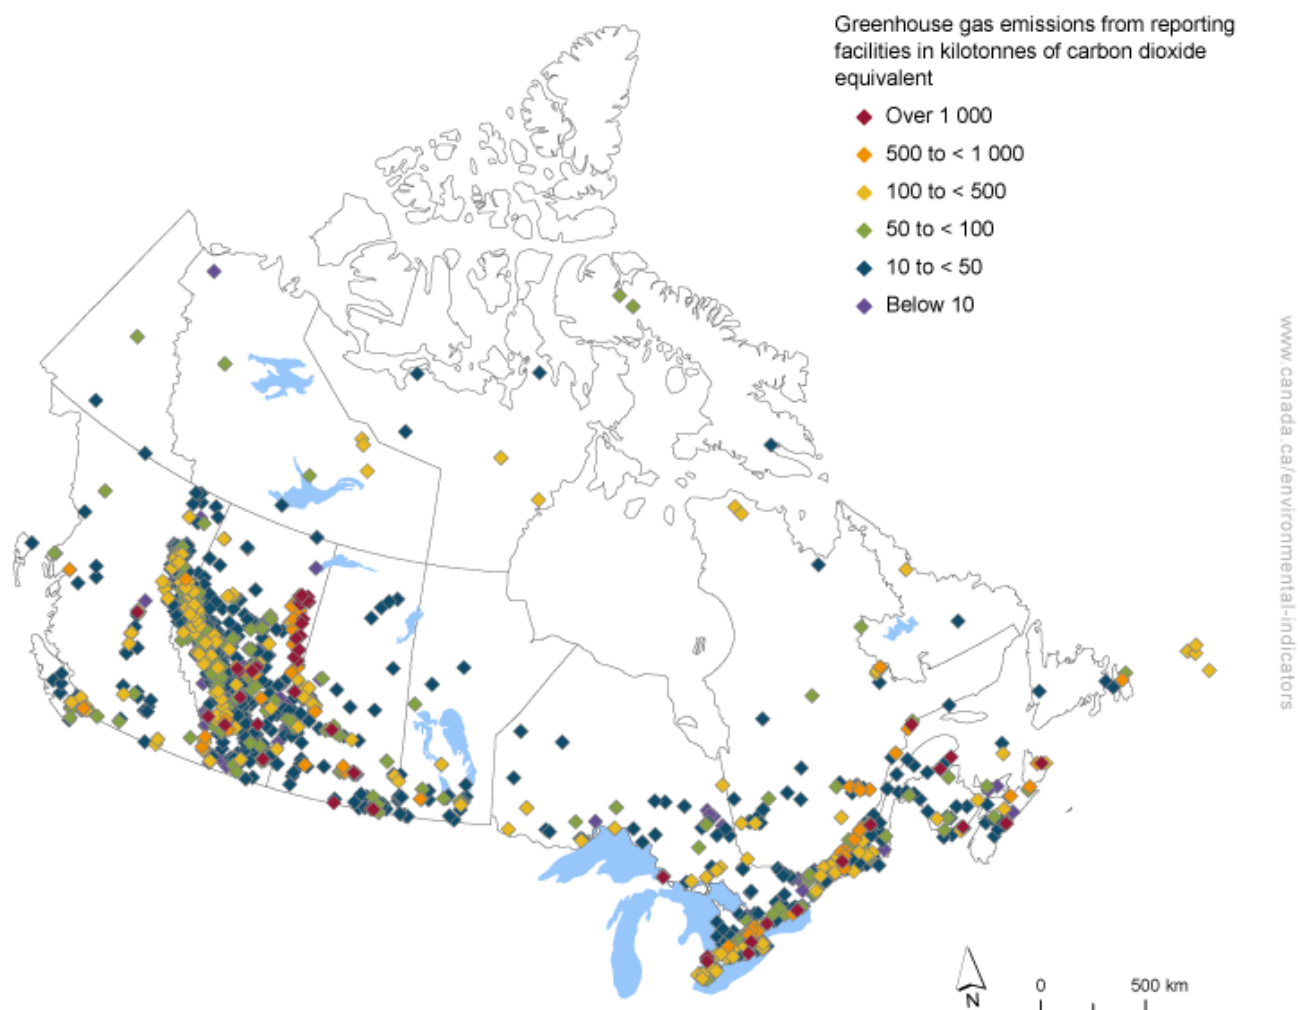 Greenhouse gas emissions from reporting
facilities in kilotonnes of carbon dioxide
equivalent
Over 1 000
500 to < 1 000
100 to < 500
50 to < 100
10 to < 50
Below 10
www.canada.ca/environmental-indicators
N
0 500 km